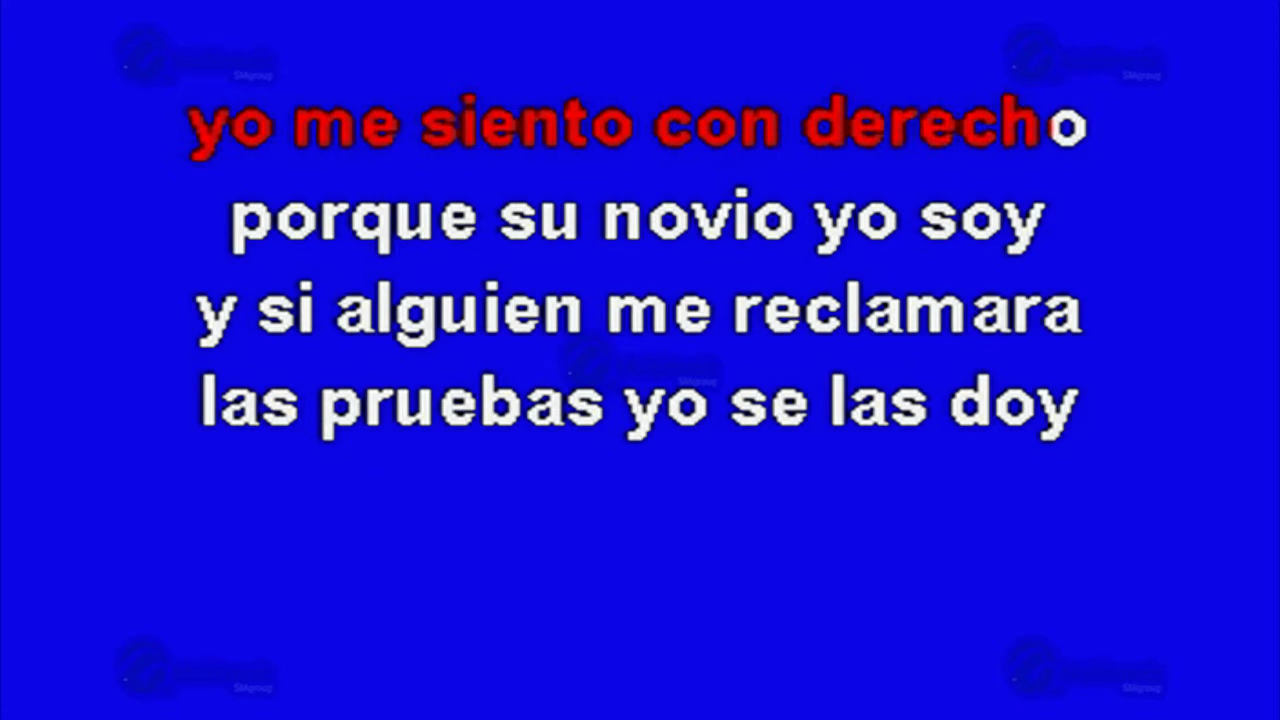 yo me siento con derecho
porque su novio yo soy
y si alguien me reclamara
las pruebas yo se las doy